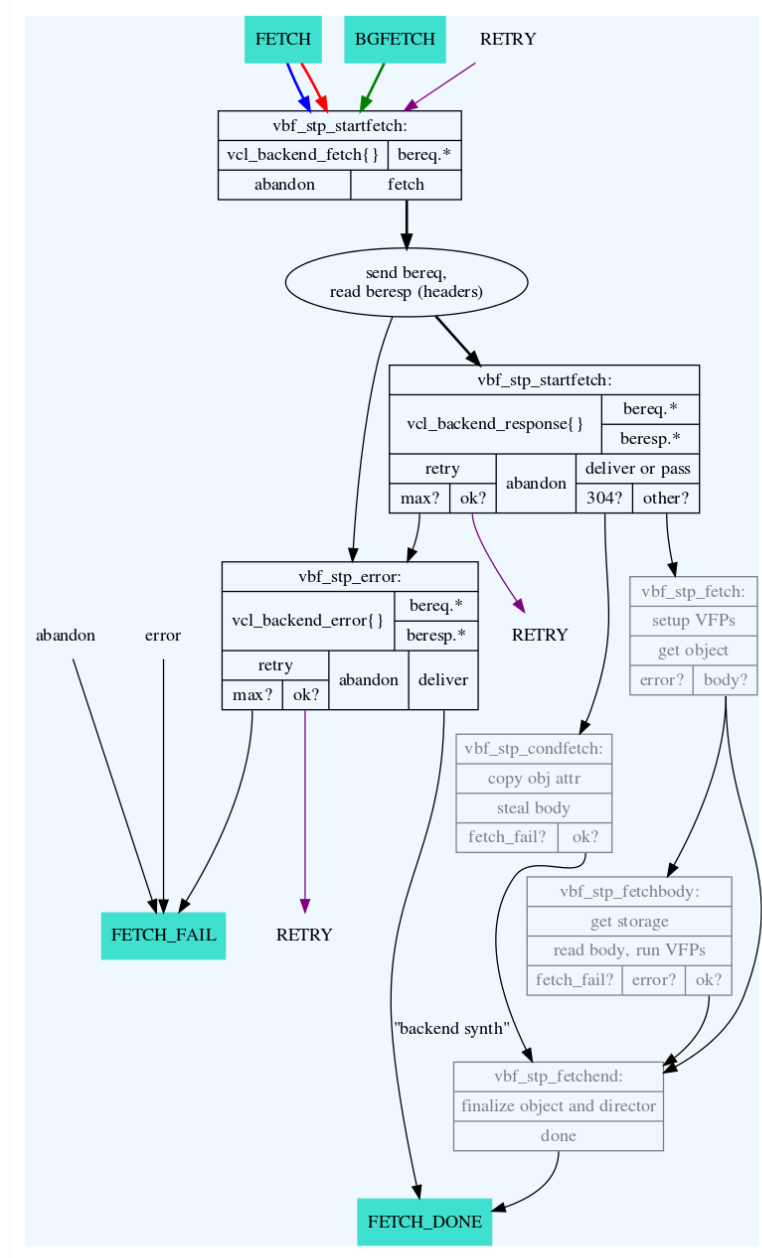 FETCH
BGFETCH
RETRY
vbf_stp_startfetch:
vcl_backend_fetch{}
bereq.*
abandon
fetch
send bereq,
read beresp (headers)
vbf_stp_startfetch:
vcl_backend_response{}
bereq.*
beresp.*
retry
max?
ok?
abandon
deliver or pass
304?
other?
abandon
error
vbf_stp_error:
vcl_backend_error{}
bereq.*
beresp.*
retry
max?
ok?
abandon
deliver
RETRY
vbf_stp_fetch:
setup VFPs
get object
error?
body?
vbf_stp_condfetch:
copy obj attr
steal body
fetch_fail?
ok?
vbf_stp_fetchbody:
get storage
read body, run VFPs
fetch_fail?
error?
ok?
FETCH_FAIL
RETRY
"backend synth"
vbf_stp_fetchend:
finalize object and director
done
FETCH_DONE